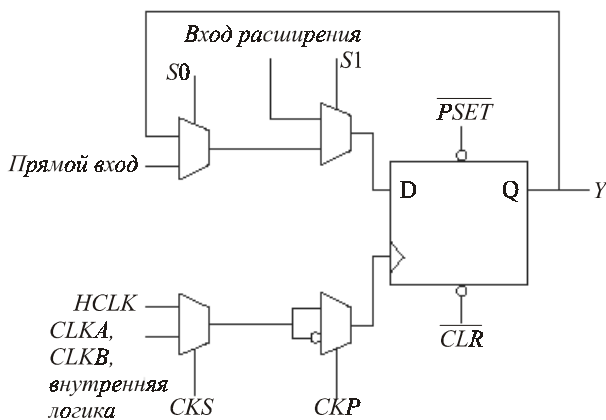 Вход расширения
S0
S1
PSET
Прямой вход
D
Q
Y
HCLK
CLKA,
CLKB,
внутренняя
логика
CKS
CKP
CLR